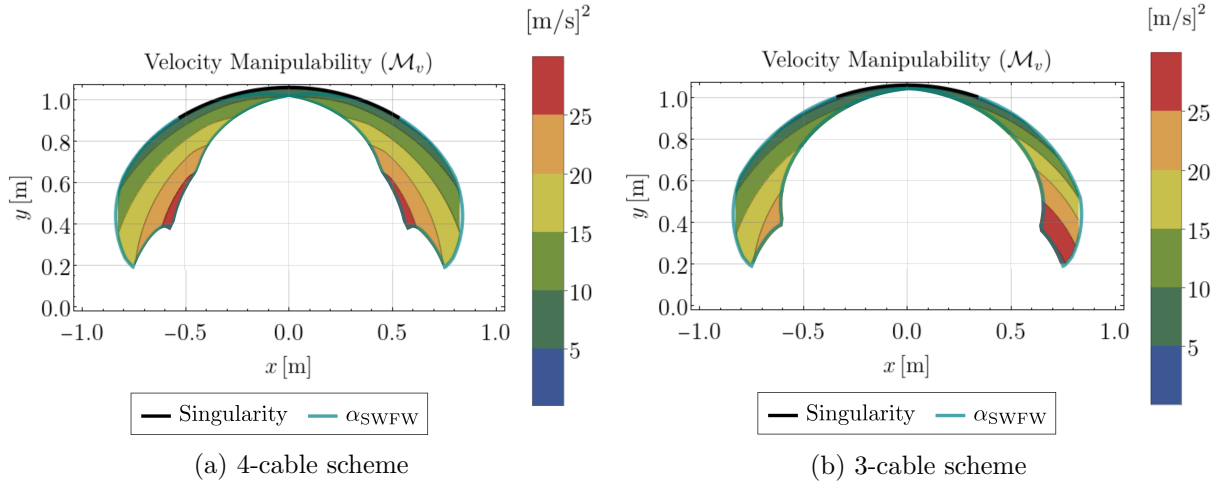 [m/s]²
Velocity Manipulability (ℳᵥ)
1.0
0.8
0.6
0.4
0.2
0.0
y [m]
−1.0 −0.5 0.0 0.5 1.0
x [m]
25
20
15
10
5
Singularity α_SWFW
(a) 4-cable scheme
[m/s]²
Velocity Manipulability (ℳᵥ)
1.0
0.8
0.6
0.4
0.2
0.0
y [m]
−1.0 −0.5 0.0 0.5 1.0
x [m]
25
20
15
10
5
Singularity α_SWFW
(b) 3-cable scheme